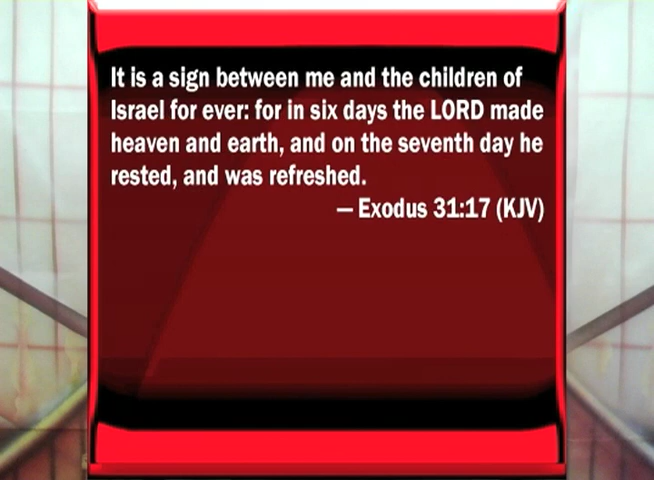 It is a sign between me and the children of
Israel for ever: for in six days the LORD made
heaven and earth, and on the seventh day he
rested, and was refreshed.
— Exodus 31:17 (KJV)